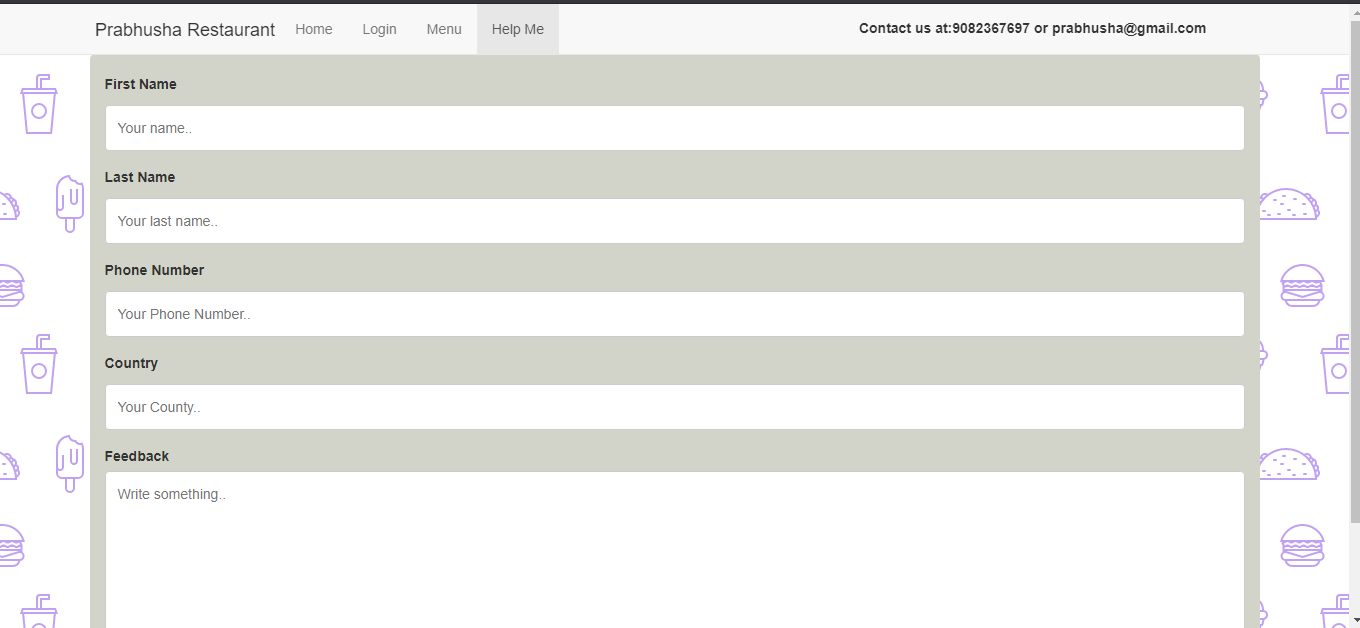 Prabhusha Restaurant Home Login Menu Help Me Contact us at:9082367697 or prabhusha@gmail.com
First Name
Your name..
Last Name
Your last name..
Phone Number
Your Phone Number..
Country
Your County..
Feedback
Write something..